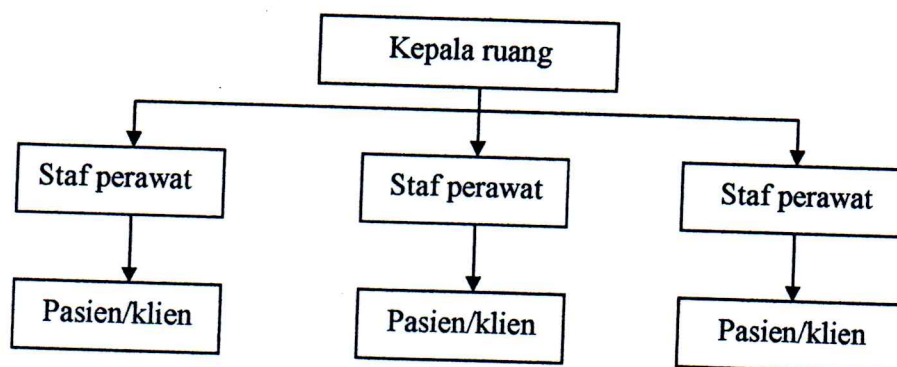 Kepala ruang
Staf perawat
Staf perawat
Staf perawat
Pasien/klien
Pasien/klien
Pasien/klien